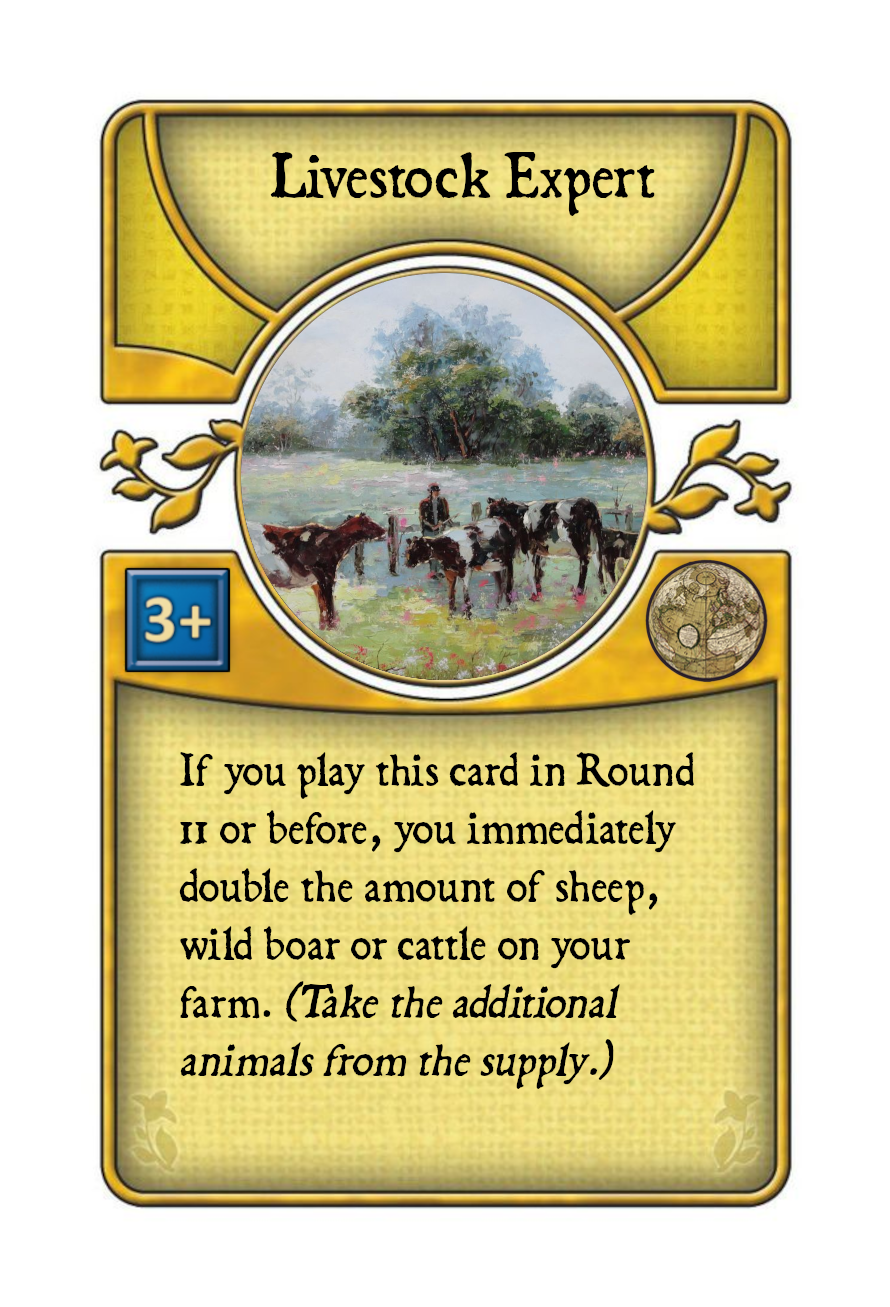 Livestock Expert
3+
If you play this card in Round
11 or before, you immediately
double the amount of sheep,
wild boar or cattle on your
farm. (Take the additional
animals from the supply.)